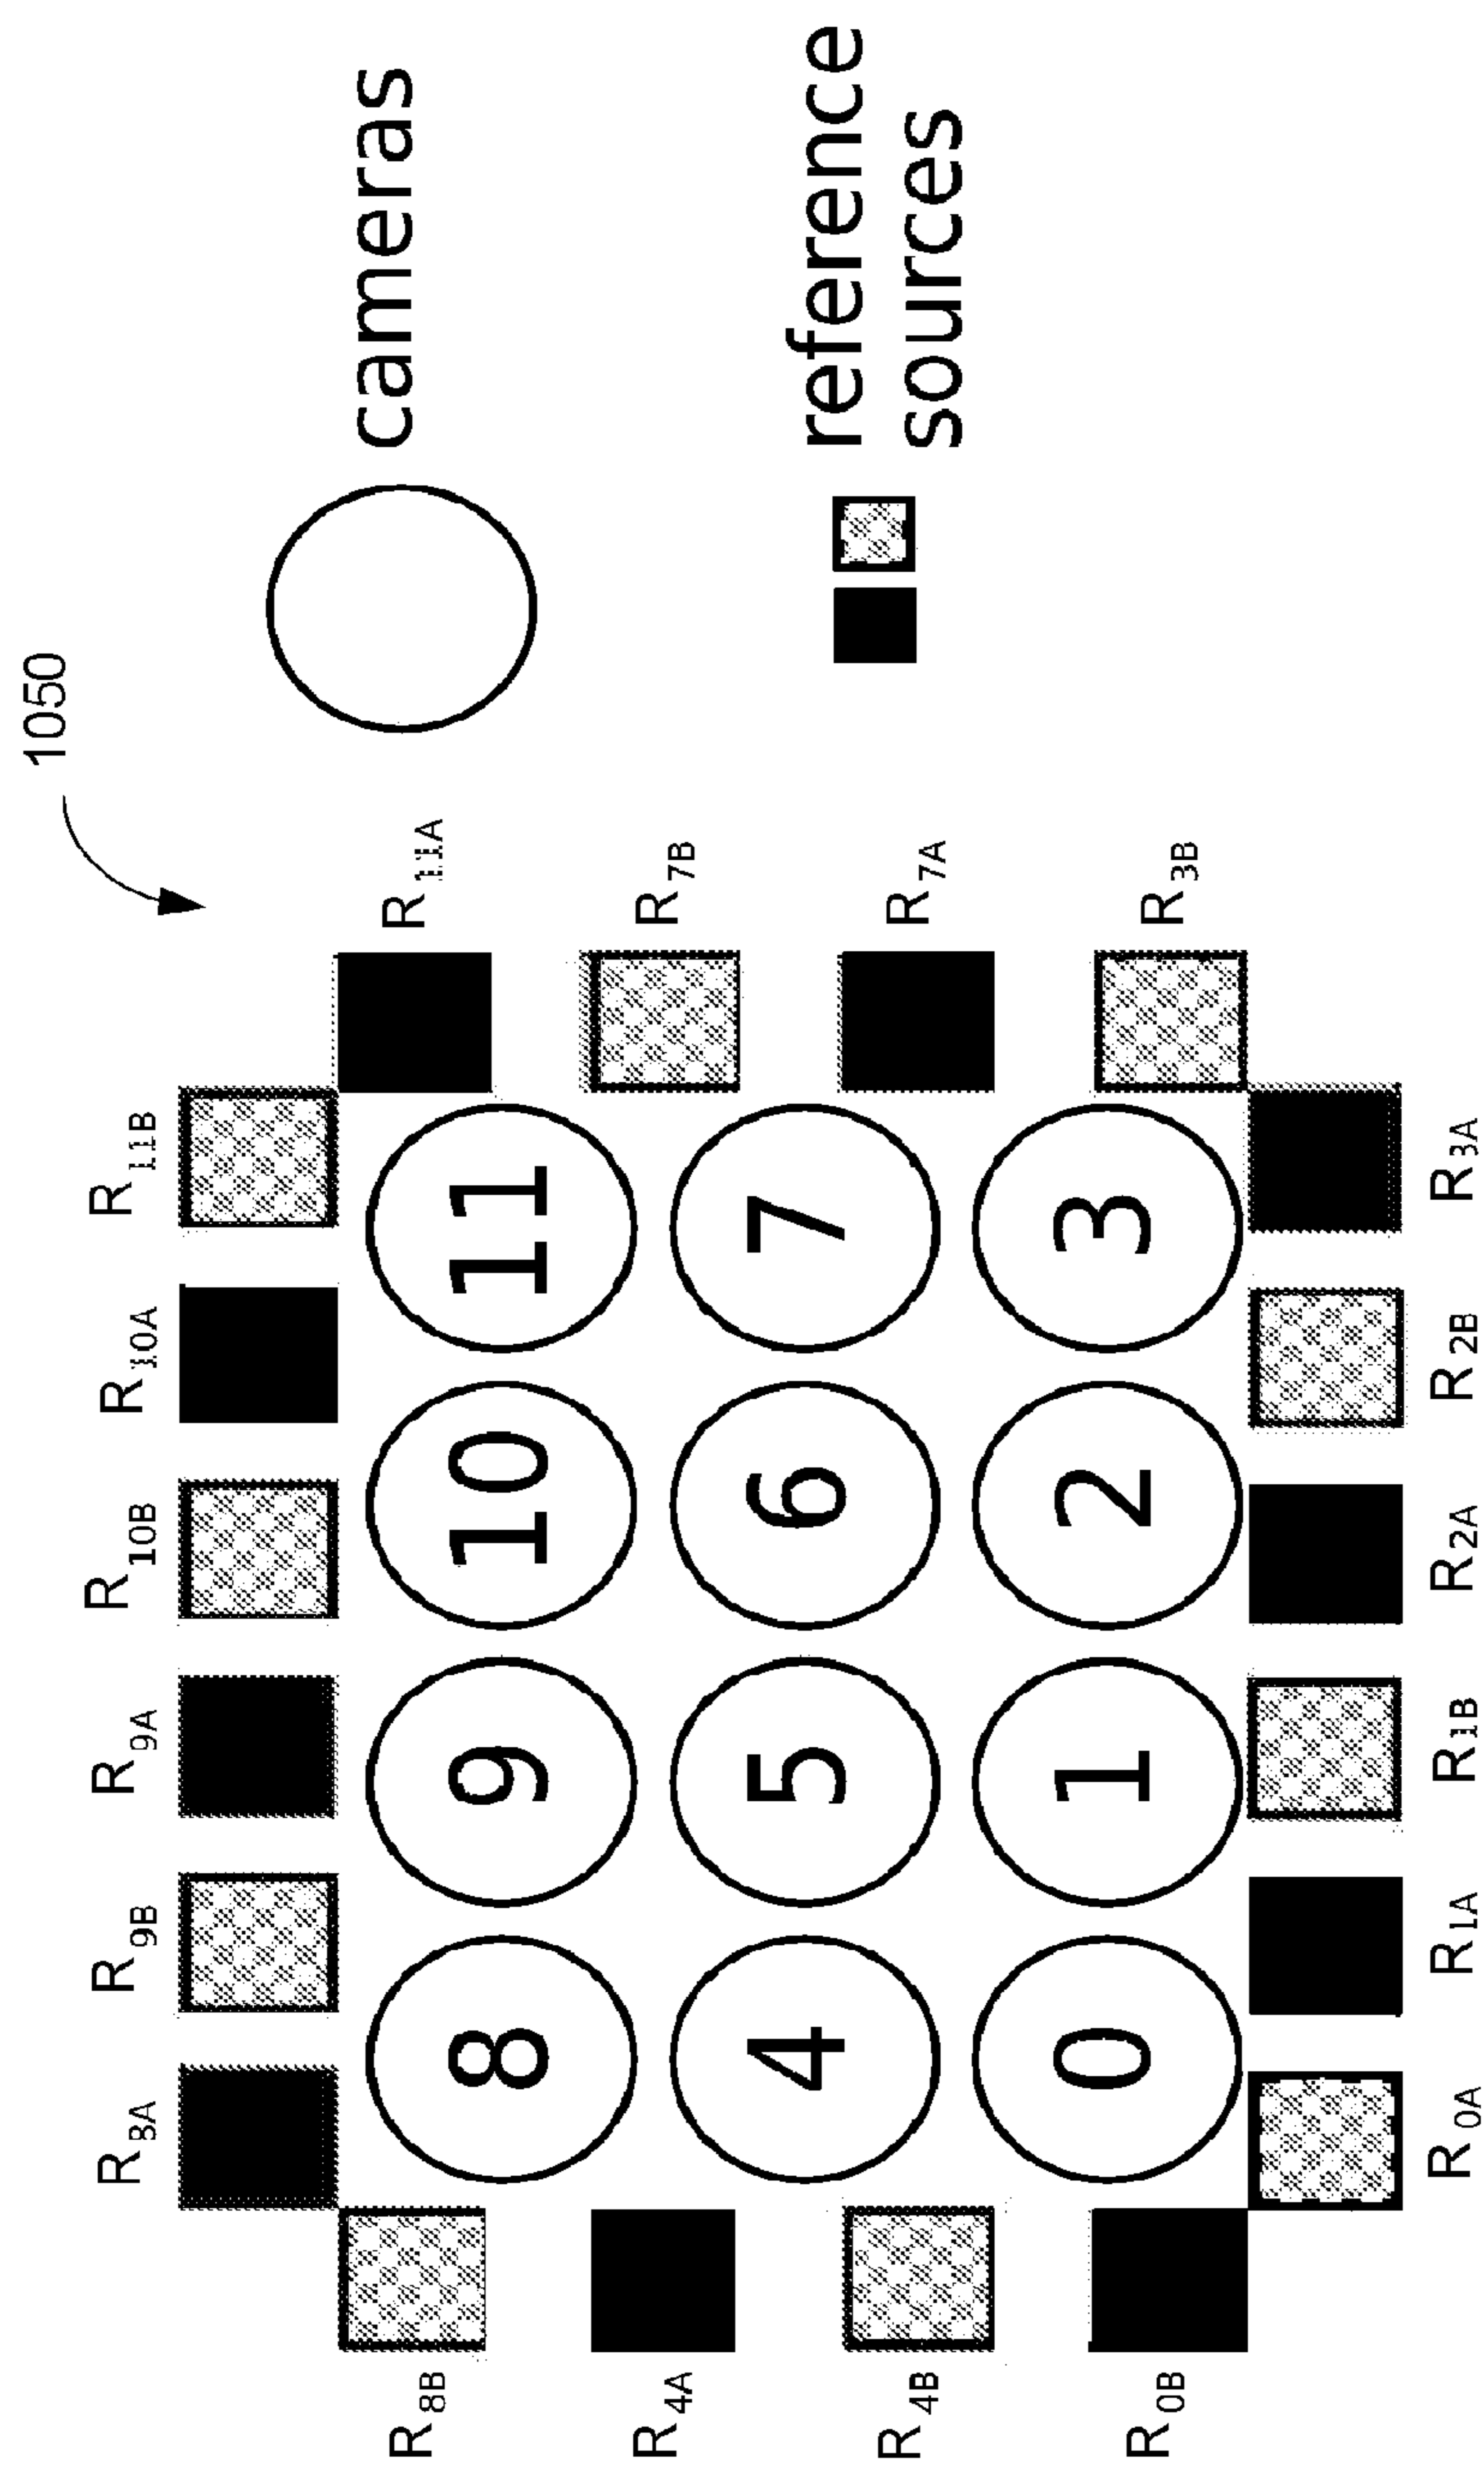 1050
R8A R9B R9A R10B R10A R11B
R8B R11A
cameras
8 9 10 11
R4A R7B
4 5 6 7
R4B R7A
reference
sources
0 1 2 3
R0B R3B
R0A R1A R1B R2A R2B R3A